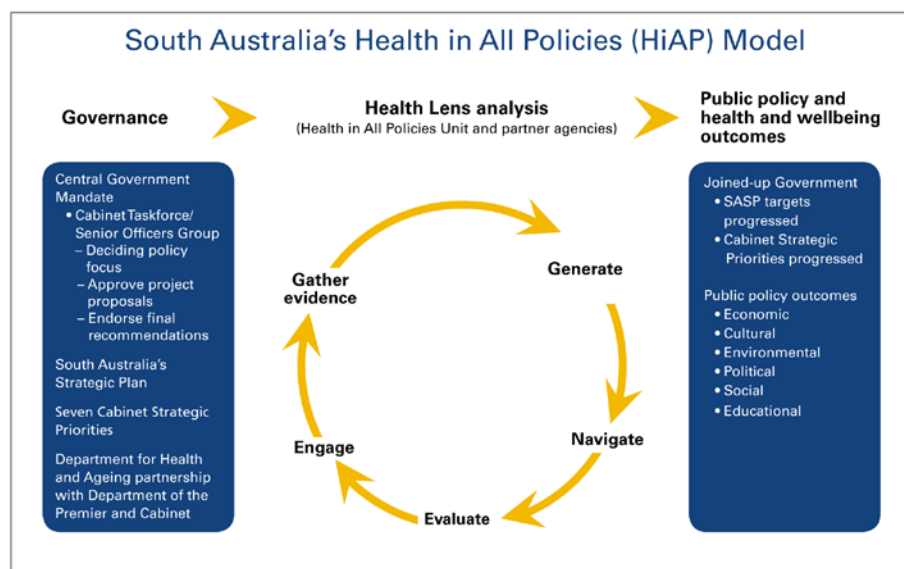 South Australia's Health in All Policies (HiAP) Model
Governance
Health Lens analysis
(Health in All Policies Unit and partner agencies)
Public policy and
health and wellbeing
outcomes
Central Government
Mandate
• Cabinet Taskforce/
Senior Officers Group
– Deciding policy
focus
– Approve project
proposals
– Endorse final
recommendations
South Australia's
Strategic Plan
Seven Cabinet Strategic
Priorities
Department for Health
and Ageing partnership
with Department of the
Premier and Cabinet
Gather
evidence
Generate
Navigate
Evaluate
Engage
Joined-up Government
• SASP targets
progressed
• Cabinet Strategic
Priorities progressed
Public policy outcomes
• Economic
• Cultural
• Environmental
• Political
• Social
• Educational